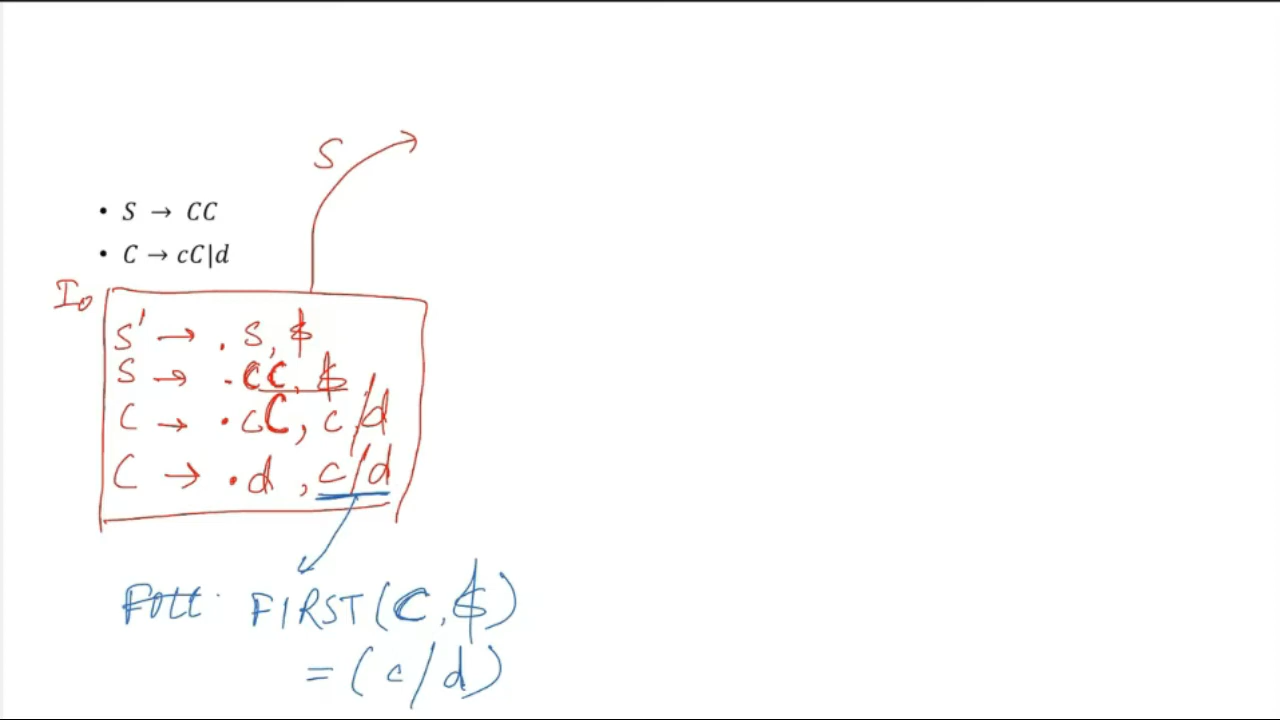 S
• S → CC
• C → cC|d
I₀
S' → . S, $
S → . CC, $
C → . cC, c/d
C → . d , c/d
Foll. FIRST(C,$)
= (c/d)